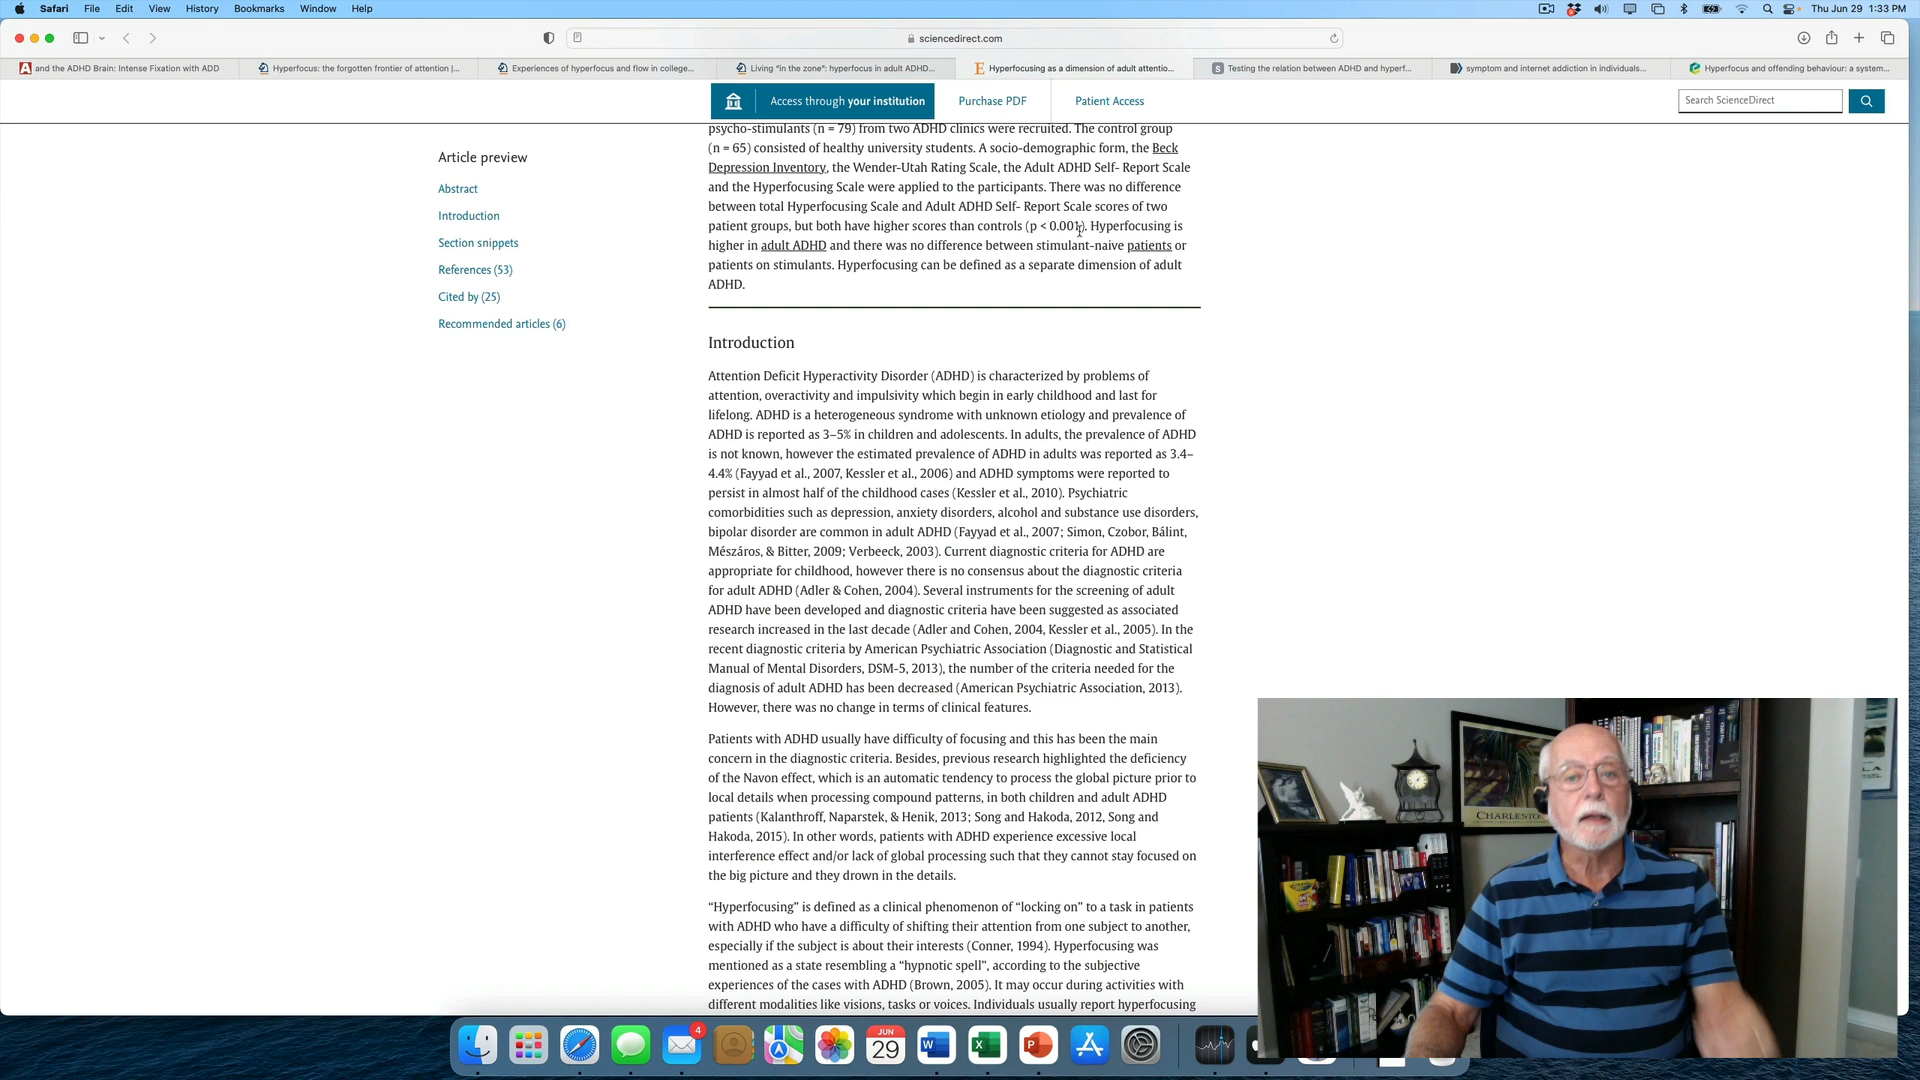 Safari File Edit View History Bookmarks Window Help
Thu Jun 29 1:33 PM
sciencedirect.com
and the ADHD Brain: Intense Fixation with ADD
Hyperfocus: the forgotten frontier of attention |...
Experiences of hyperfocus and flow in college...
Living "in the zone": hyperfocus in adult ADHD...
Hyperfocusing as a dimension of adult attentio...
Testing the relation between ADHD and hyperf...
symptom and internet addiction in individuals...
Hyperfocus and offending behaviour: a system...
Access through your institution
Purchase PDF
Patient Access
Search ScienceDirect
Article preview
Abstract
Introduction
Section snippets
References (53)
Cited by (25)
Recommended articles (6)
psycho-stimulants (n = 79) from two ADHD clinics were recruited. The control group
(n = 65) consisted of healthy university students. A socio-demographic form, the Beck
Depression Inventory, the Wender-Utah Rating Scale, the Adult ADHD Self- Report Scale
and the Hyperfocusing Scale were applied to the participants. There was no difference
between total Hyperfocusing Scale and Adult ADHD Self- Report Scale scores of two
patient groups, but both have higher scores than controls (p < 0.001). Hyperfocusing is
higher in adult ADHD and there was no difference between stimulant-naive patients or
patients on stimulants. Hyperfocusing can be defined as a separate dimension of adult
ADHD.
Introduction
Attention Deficit Hyperactivity Disorder (ADHD) is characterized by problems of
attention, overactivity and impulsivity which begin in early childhood and last for
lifelong. ADHD is a heterogeneous syndrome with unknown etiology and prevalence of
ADHD is reported as 3–5% in children and adolescents. In adults, the prevalence of ADHD
is not known, however the estimated prevalence of ADHD in adults was reported as 3.4–
4.4% (Fayyad et al., 2007, Kessler et al., 2006) and ADHD symptoms were reported to
persist in almost half of the childhood cases (Kessler et al., 2010). Psychiatric
comorbidities such as depression, anxiety disorders, alcohol and substance use disorders,
bipolar disorder are common in adult ADHD (Fayyad et al., 2007; Simon, Czobor, Bálint,
Mészáros, & Bitter, 2009; Verbeeck, 2003). Current diagnostic criteria for ADHD are
appropriate for childhood, however there is no consensus about the diagnostic criteria
for adult ADHD (Adler & Cohen, 2004). Several instruments for the screening of adult
ADHD have been developed and diagnostic criteria have been suggested as associated
research increased in the last decade (Adler and Cohen, 2004, Kessler et al., 2005). In the
recent diagnostic criteria by American Psychiatric Association (Diagnostic and Statistical
Manual of Mental Disorders, DSM-5, 2013), the number of the criteria needed for the
diagnosis of adult ADHD has been decreased (American Psychiatric Association, 2013).
However, there was no change in terms of clinical features.
Patients with ADHD usually have difficulty of focusing and this has been the main
concern in the diagnostic criteria. Besides, previous research highlighted the deficiency
of the Navon effect, which is an automatic tendency to process the global picture prior to
local details when processing compound patterns, in both children and adult ADHD
patients (Kalanthroff, Naparstek, & Henik, 2013; Song and Hakoda, 2012, Song and
Hakoda, 2015). In other words, patients with ADHD experience excessive local
interference effect and/or lack of global processing such that they cannot stay focused on
the big picture and they drown in the details.
“Hyperfocusing” is defined as a clinical phenomenon of “locking on” to a task in patients
with ADHD who have a difficulty of shifting their attention from one subject to another,
especially if the subject is about their interests (Conner, 1994). Hyperfocusing was
mentioned as a state resembling a “hypnotic spell”, according to the subjective
experiences of the cases with ADHD (Brown, 2005). It may occur during activities with
different modalities like visions, tasks or voices. Individuals usually report hyperfocusing
CHARLESTON
4
JUN
29